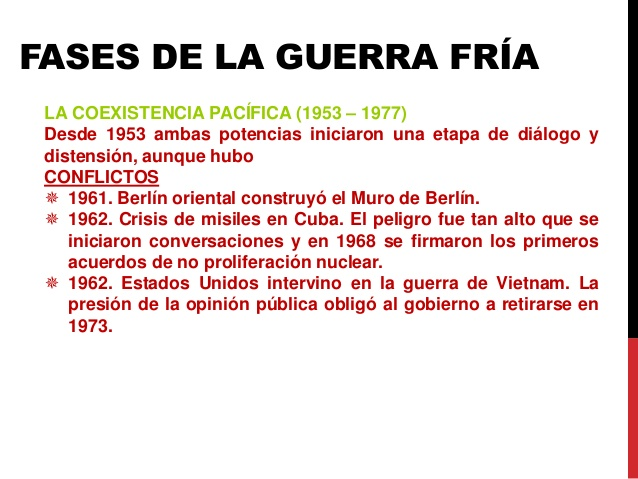 FASES DE LA GUERRA FRÍA
LA COEXISTENCIA PACÍFICA (1953 – 1977)
Desde 1953 ambas potencias iniciaron una etapa de diálogo y
distensión, aunque hubo
CONFLICTOS
1961. Berlín oriental construyó el Muro de Berlín.
1962. Crisis de misiles en Cuba. El peligro fue tan alto que se
iniciaron conversaciones y en 1968 se firmaron los primeros
acuerdos de no proliferación nuclear.
1962. Estados Unidos intervino en la guerra de Vietnam. La
presión de la opinión pública obligó al gobierno a retirarse en
1973.